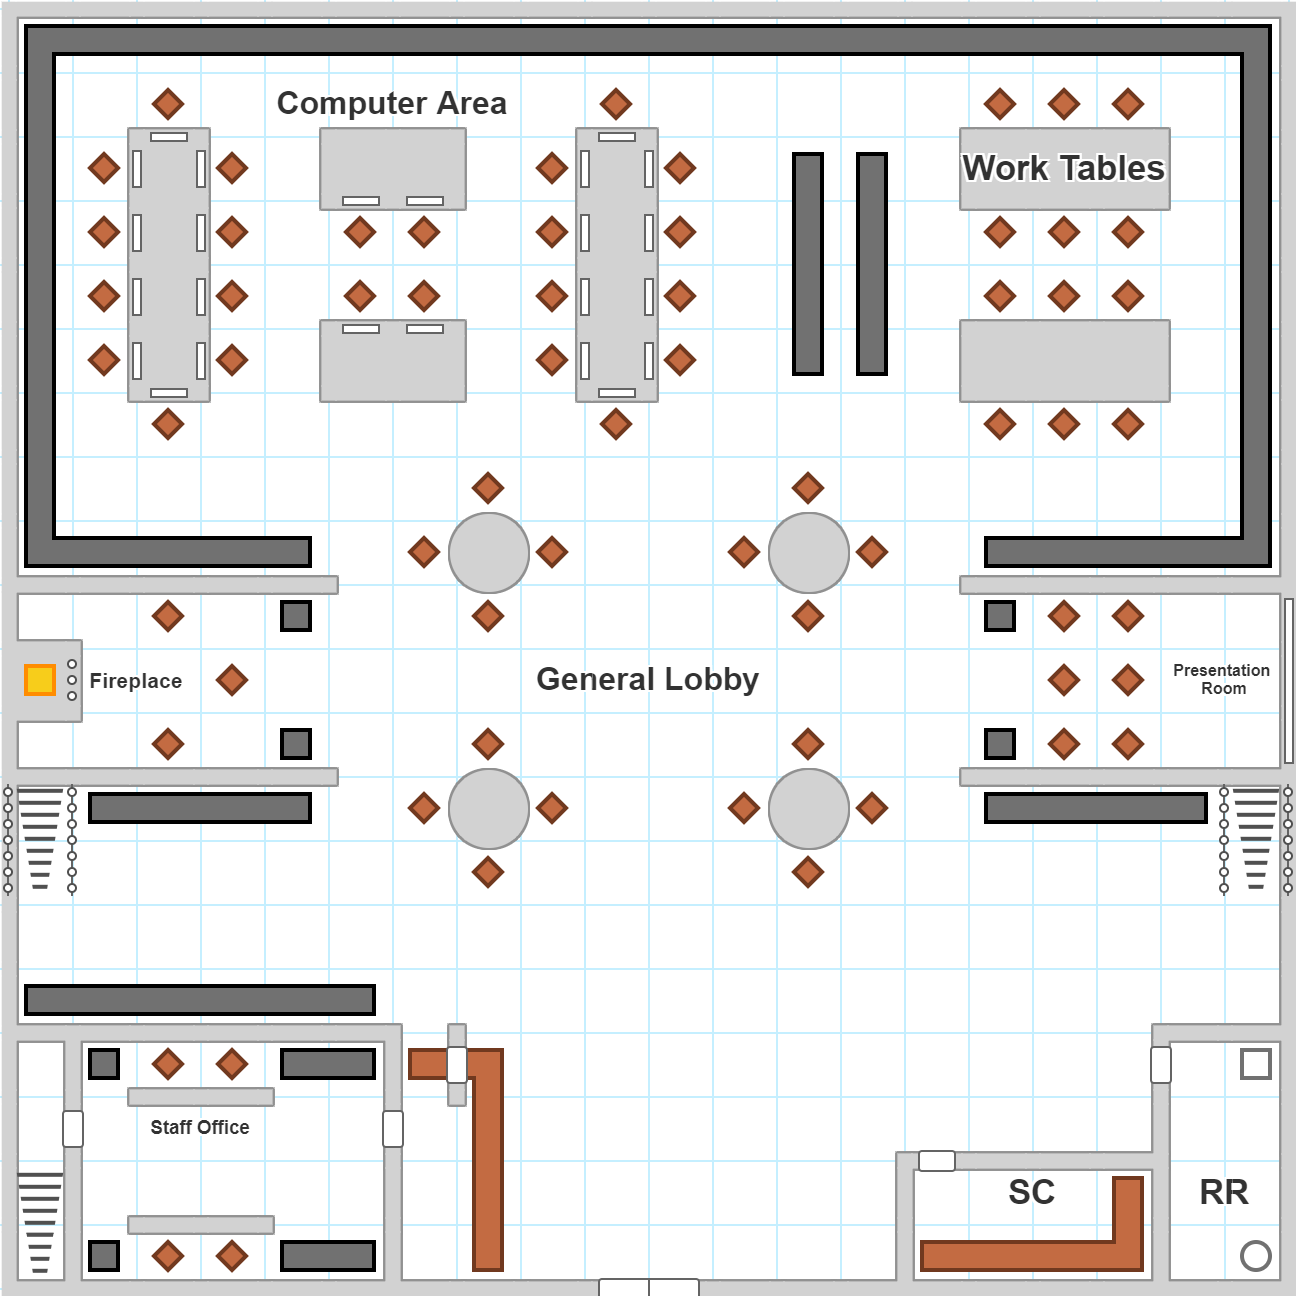 Computer Area
Work Tables
Fireplace
General Lobby
Presentation
Room
Staff Office
SC
RR